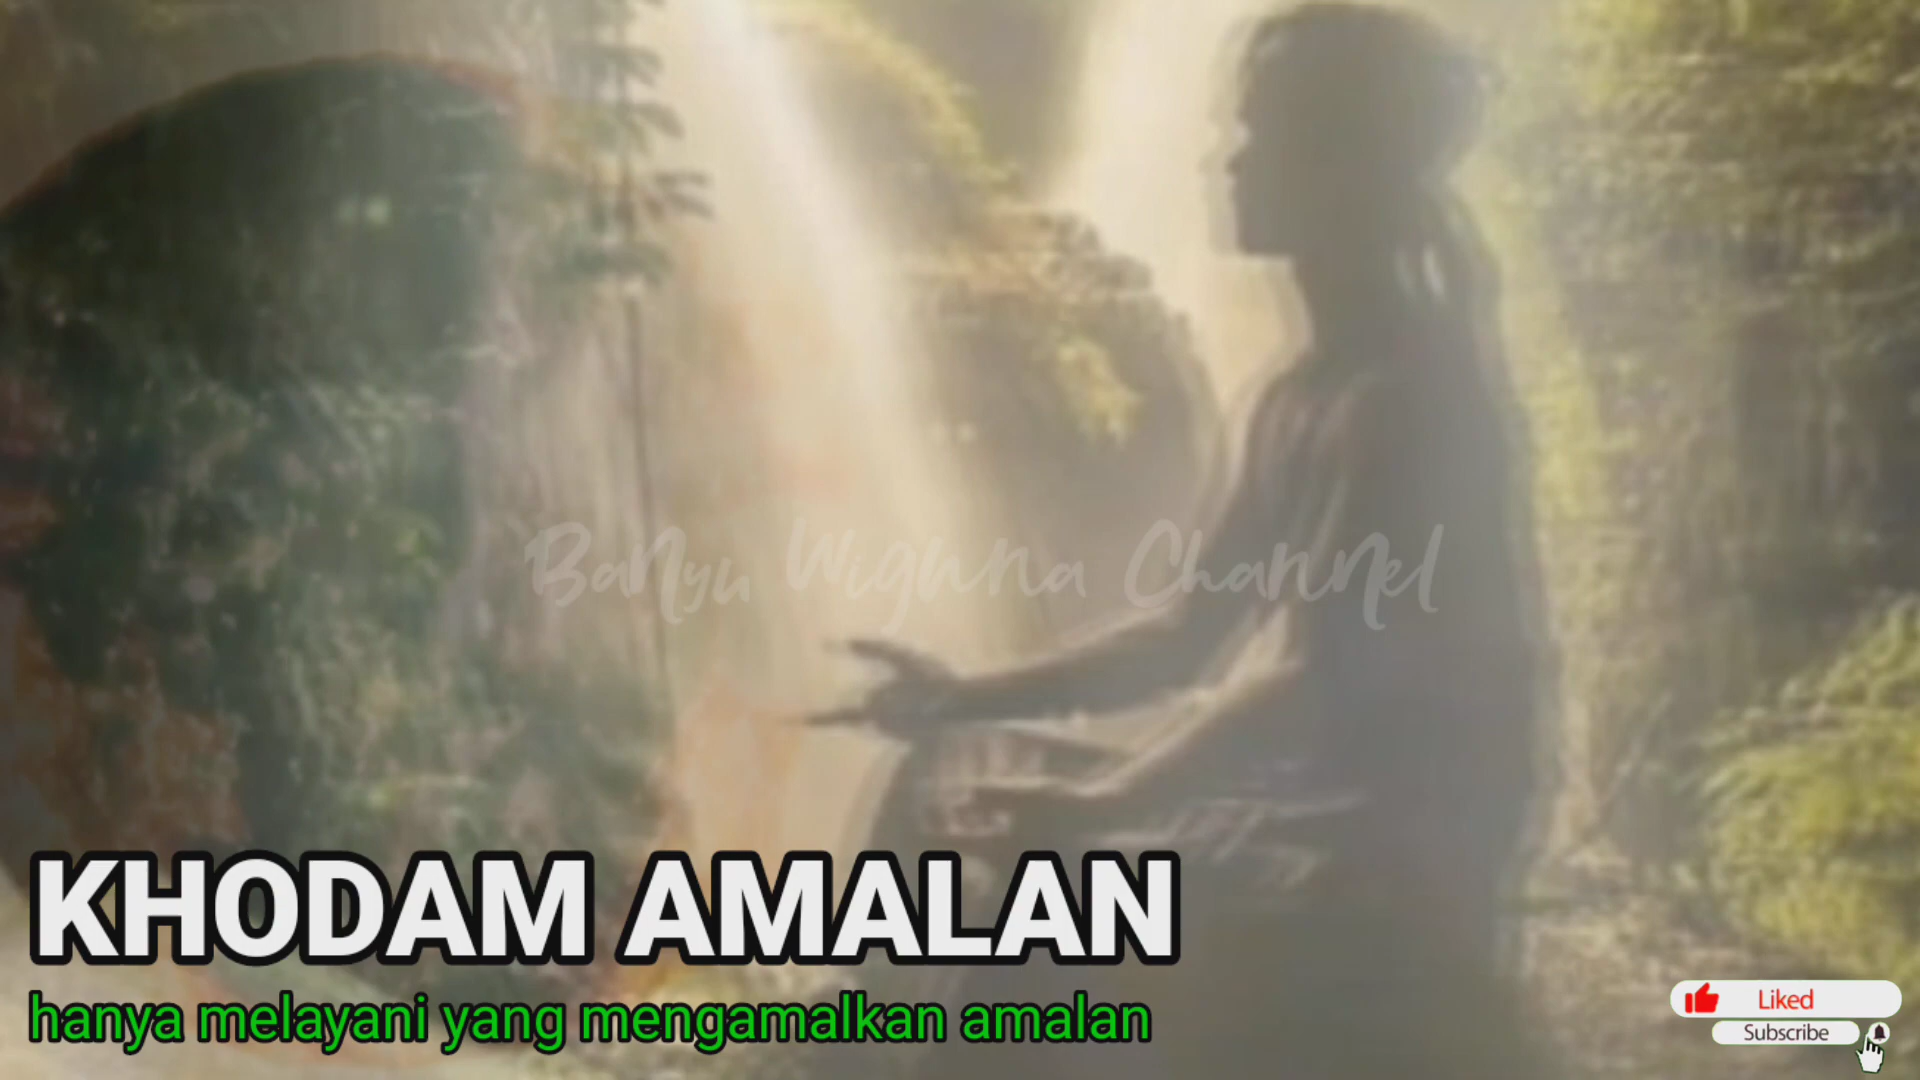 Banyu Wiguna Channel
KHODAM AMALAN
hanya melayani yang mengamalkan amalan
Liked
Subscribe